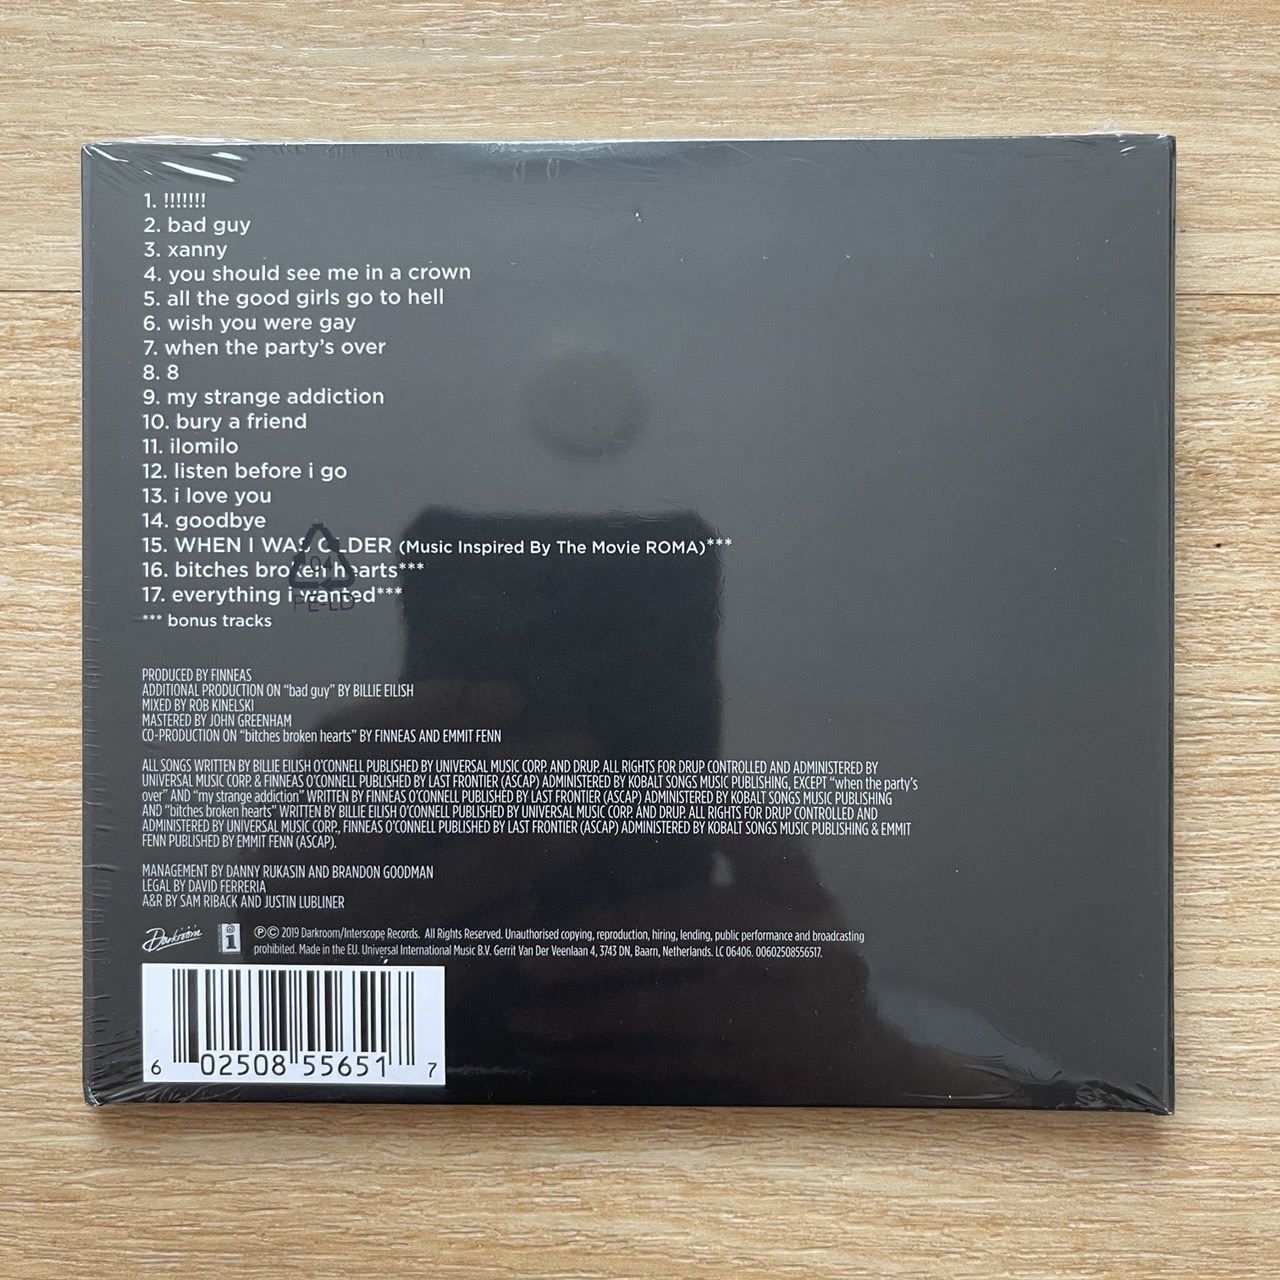 1. !!!!!!!
2. bad guy
3. xanny
4. you should see me in a crown
5. all the good girls go to hell
6. wish you were gay
7. when the party's over
8. 8
9. my strange addiction
10. bury a friend
11. ilomilo
12. listen before i go
13. i love you
14. goodbye
15. WHEN I WAS OLDER (Music Inspired By The Movie ROMA)***
16. bitches broken hearts***
17. everything i wanted***
*** bonus tracks
04
PE-LD
PRODUCED BY FINNEAS
ADDITIONAL PRODUCTION ON “bad guy” BY BILLIE EILISH
MIXED BY ROB KINELSKI
MASTERED BY JOHN GREENHAM
CO-PRODUCTION ON “bitches broken hearts” BY FINNEAS AND EMMIT FENN
ALL SONGS WRITTEN BY BILLIE EILISH O'CONNELL PUBLISHED BY UNIVERSAL MUSIC CORP. AND DRUP. ALL RIGHTS FOR DRUP CONTROLLED AND ADMINISTERED BY
UNIVERSAL MUSIC CORP. & FINNEAS O'CONNELL PUBLISHED BY LAST FRONTIER (ASCAP) ADMINISTERED BY KOBALT SONGS MUSIC PUBLISHING, EXCEPT “when the party's
over” AND “my strange addiction” WRITTEN BY FINNEAS O'CONNELL PUBLISHED BY LAST FRONTIER (ASCAP) ADMINISTERED BY KOBALT SONGS MUSIC PUBLISHING
AND “bitches broken hearts” WRITTEN BY BILLIE EILISH O'CONNELL PUBLISHED BY UNIVERSAL MUSIC CORP. AND DRUP. ALL RIGHTS FOR DRUP CONTROLLED AND
ADMINISTERED BY UNIVERSAL MUSIC CORP., FINNEAS O'CONNELL PUBLISHED BY LAST FRONTIER (ASCAP) ADMINISTERED BY KOBALT SONGS MUSIC PUBLISHING & EMMIT
FENN PUBLISHED BY EMMIT FENN (ASCAP).
MANAGEMENT BY DANNY RUKASIN AND BRANDON GOODMAN
LEGAL BY DAVID FERRERIA
A&R BY SAM RIBACK AND JUSTIN LUBLINER
Darkroom
i
℗© 2019 Darkroom/Interscope Records. All Rights Reserved. Unauthorised copying, reproduction, hiring, lending, public performance and broadcasting
prohibited. Made in the EU. Universal International Music B.V. Gerrit Van Der Veenlaan 4, 3743 DN, Baarn, Netherlands. LC 06406. 00602508556517.
6 02508 55651 7